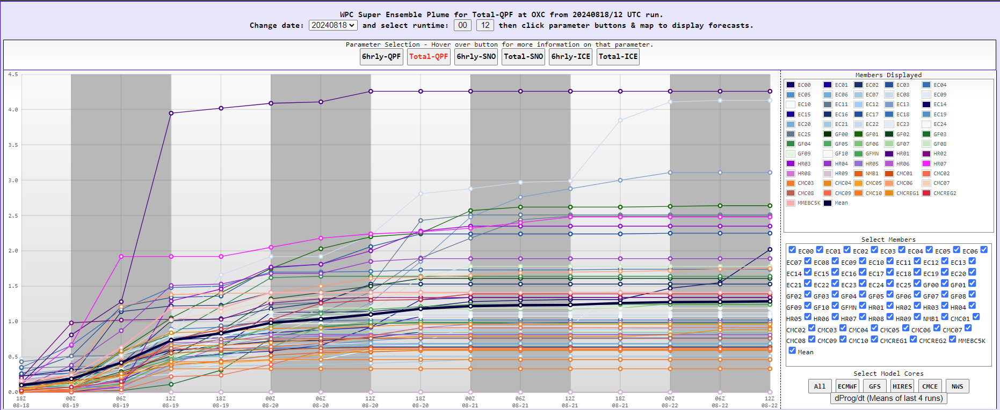 WPC Super Ensemble Plume for Total-QPF at OXC from 20240818/12 UTC run.
Change date: 20240818 and select runtime: 00 12 then click parameter buttons & map to display forecasts.
Parameter Selection - Hover over button for more information on that parameter.
6hrly-QPF Total-QPF 6hrly-SNO Total-SNO 6hrly-ICE Total-ICE
4.5
4.0
3.5
3.0
2.5
2.0
1.5
1.0
0.5
0.0
18Z 00Z 06Z 12Z 18Z 00Z 06Z 12Z 18Z 00Z 06Z 12Z 18Z 00Z 06Z 12Z
08-18 08-19 08-19 08-19 08-19 08-20 08-20 08-20 08-20 08-21 08-21 08-21 08-21 08-22 08-22 08-22
Members Displayed
EC00 EC01 EC02 EC03 EC04
EC05 EC06 EC07 EC08 EC09
EC10 EC11 EC12 EC13 EC14
EC15 EC16 EC17 EC18 EC19
EC20 EC21 EC22 EC23 EC24
EC25 GF00 GF01 GF02 GF03
GF04 GF05 GF06 GF07 GF08
GF09 GF10 GFMN HR01 HR02
HR03 HR04 HR05 HR06 HR07
HR08 HR09 NMB1 CMC01 CMC02
CMC03 CMC04 CMC05 CMC06 CMC07
CMC08 CMC09 CMC10 CMCREG1 CMCREG2
MMEBC5K Mean
Select Members
EC00 EC01 EC02 EC03 EC04 EC05 EC06
EC07 EC08 EC09 EC10 EC11 EC12 EC13
EC14 EC15 EC16 EC17 EC18 EC19 EC20
EC21 EC22 EC23 EC24 EC25 GF00 GF01
GF02 GF03 GF04 GF05 GF06 GF07 GF08
GF09 GF10 GFMN HR01 HR02 HR03 HR04
HR05 HR06 HR07 HR08 HR09 NMB1 CMC01
CMC02 CMC03 CMC04 CMC05 CMC06 CMC07
CMC08 CMC09 CMC10 CMCREG1 CMCREG2 MMEBC5K
Mean
Select Model Cores
All ECMWF GFS HIRES CMCE NWS
dProg/dt (Means of last 4 runs)